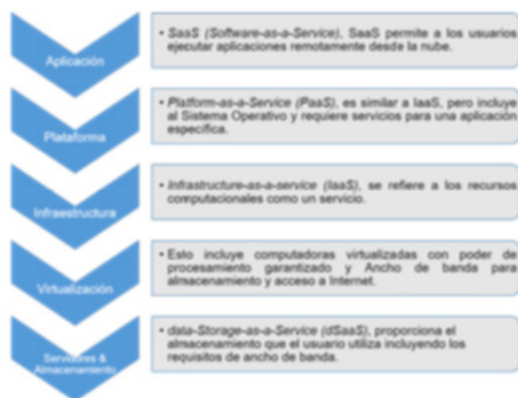 Aplicación
• SaaS (Software-as-a-Service), SaaS permite a los usuarios
ejecutar aplicaciones remotamente desde la nube.
Plataforma
• Platform-as-a-Service (PaaS), es similar a IaaS, pero incluye
al Sistema Operativo y requiere servicios para una aplicación
específica.
Infraestructura
• Infrastructure-as-a-service (IaaS), se refiere a los recursos
computacionales como un servicio.
Virtualización
• Esto incluye computadoras virtualizadas con poder de
procesamiento garantizado y Ancho de banda para
almacenamiento y acceso a Internet.
Servidores &
Almacenamiento
• data-Storage-as-a-Service (dSaaS), proporciona el
almacenamiento que el usuario utiliza incluyendo los
requisitos de ancho de banda.